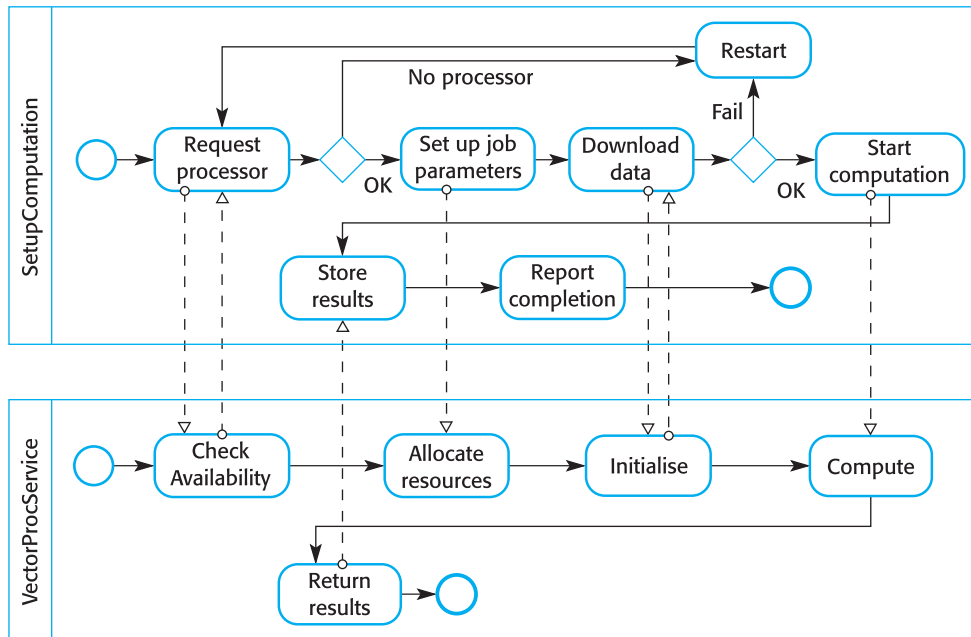 SetupComputation
Restart
No processor
Fail
Request
processor
OK
Set up job
parameters
Download
data
OK
Start
computation
Store
results
Report
completion
VectorProcService
Check
Availability
Allocate
resources
Initialise
Compute
Return
results